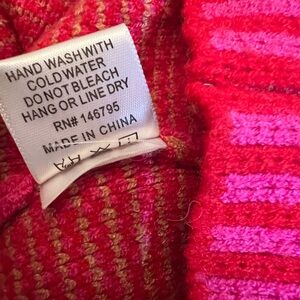 HAND WASH WITH
COLD WATER
DO NOT BLEACH
HANG OR LINE DRY
RN# 146795
MADE IN CHINA